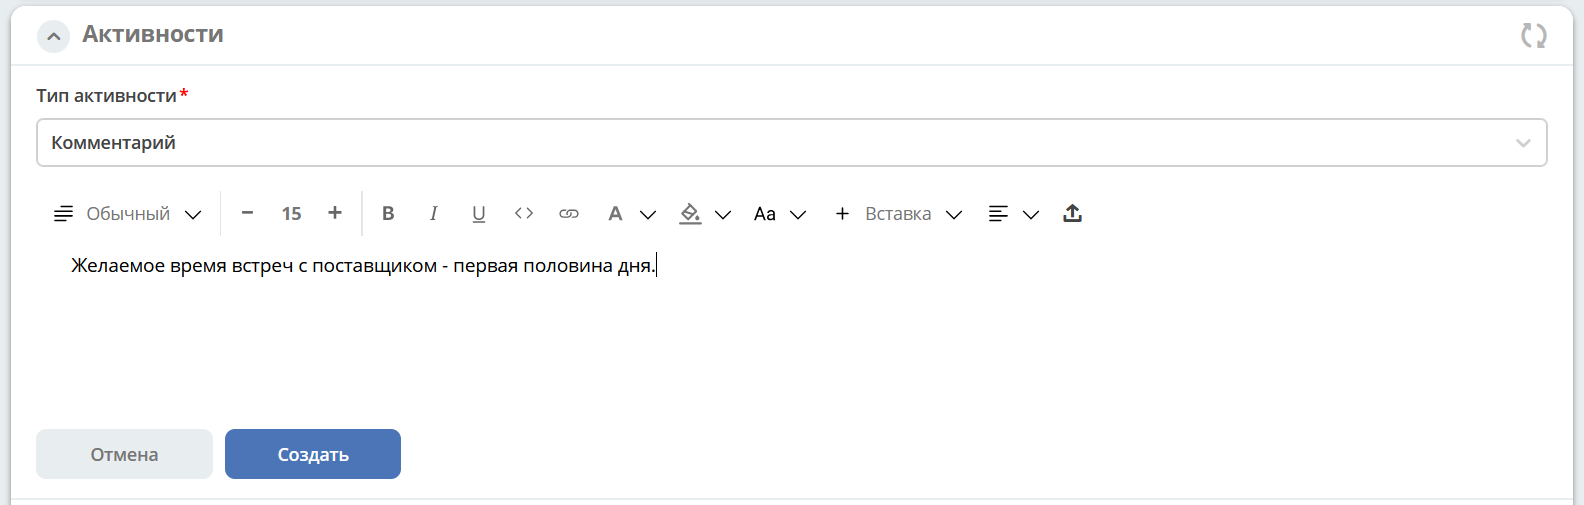 Активности
Тип активности*
Комментарий
Обычный − 15 + B I U <> A Aa + Вставка
Желаемое время встреч с поставщиком - первая половина дня.
Отмена Создать